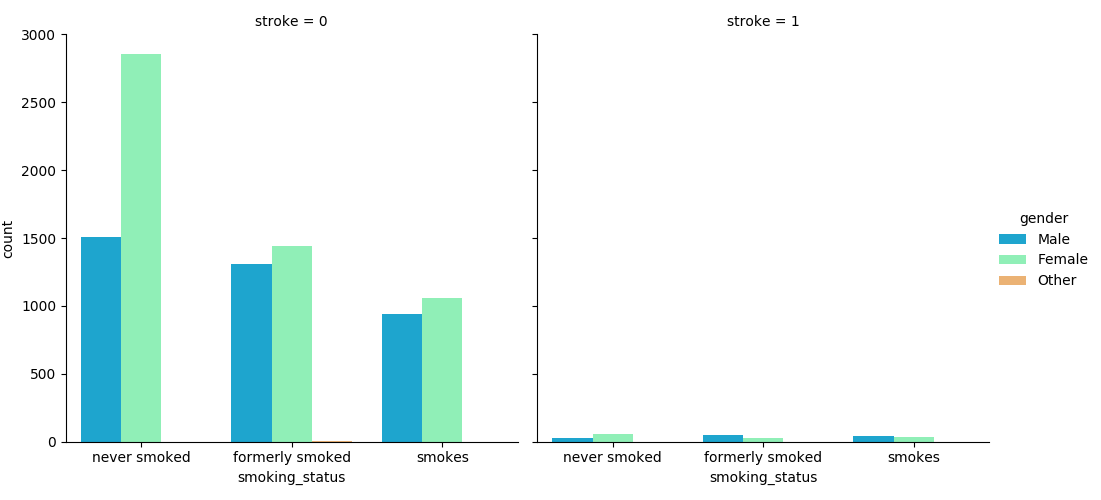 stroke = 0
stroke = 1
3000
2500
2000
1500
1000
500
0
count
never smoked
formerly smoked
smokes
smoking_status
never smoked
formerly smoked
smokes
smoking_status
gender
Male
Female
Other